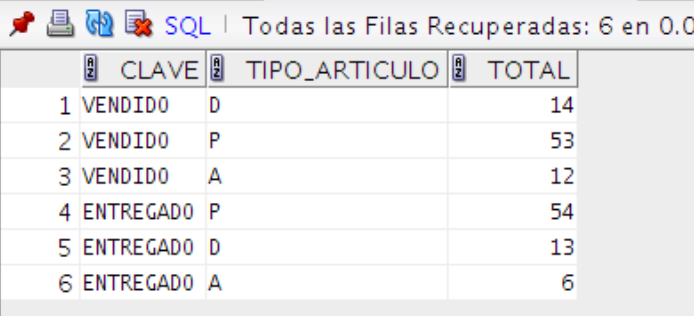 SQL | Todas las Filas Recuperadas: 6 en 0.0
CLAVE TIPO_ARTICULO TOTAL
1 VENDIDO D 14
2 VENDIDO P 53
3 VENDIDO A 12
4 ENTREGADO P 54
5 ENTREGADO D 13
6 ENTREGADO A 6